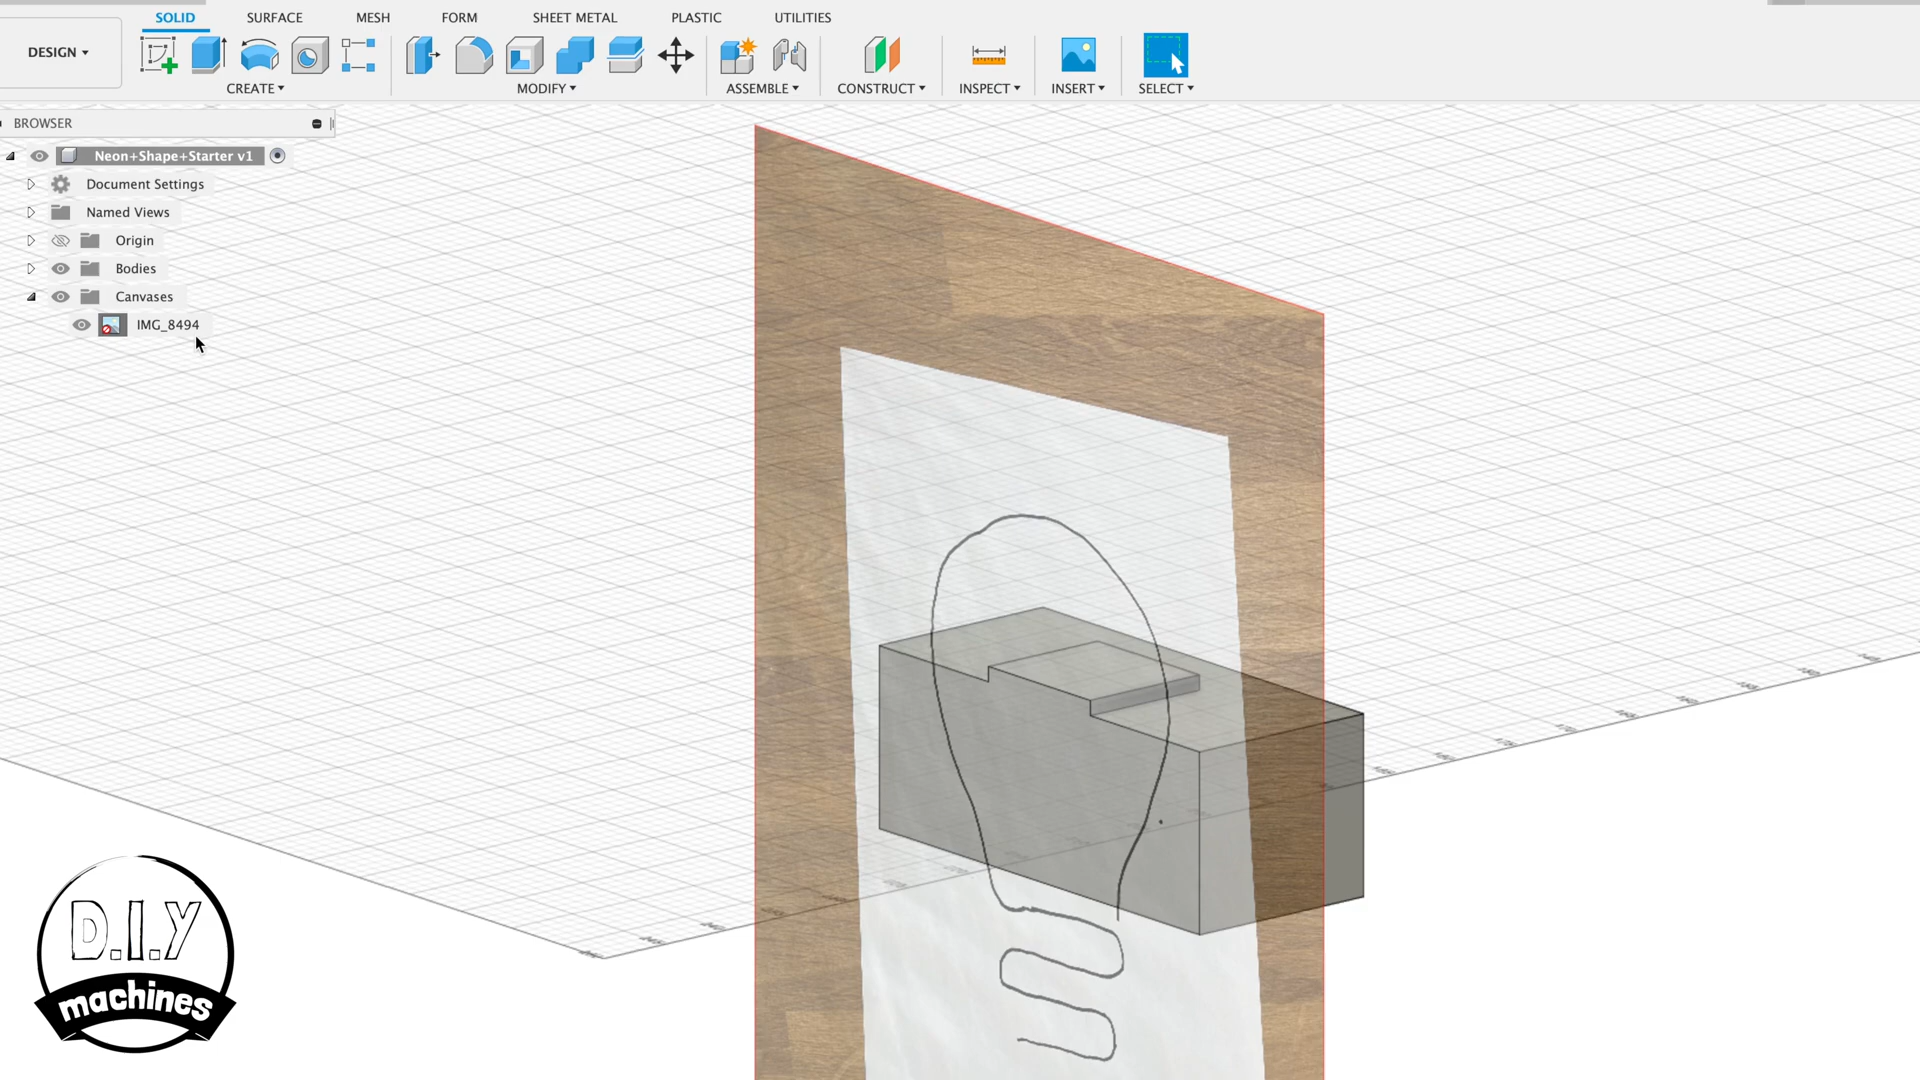 SOLID SURFACE MESH FORM SHEET METAL PLASTIC UTILITIES
DESIGN
CREATE MODIFY ASSEMBLE CONSTRUCT INSPECT INSERT SELECT
BROWSER
Neon+Shape+Starter v1
Document Settings
Named Views
Origin
Bodies
Canvases
IMG_8494
D.I.Y
machines